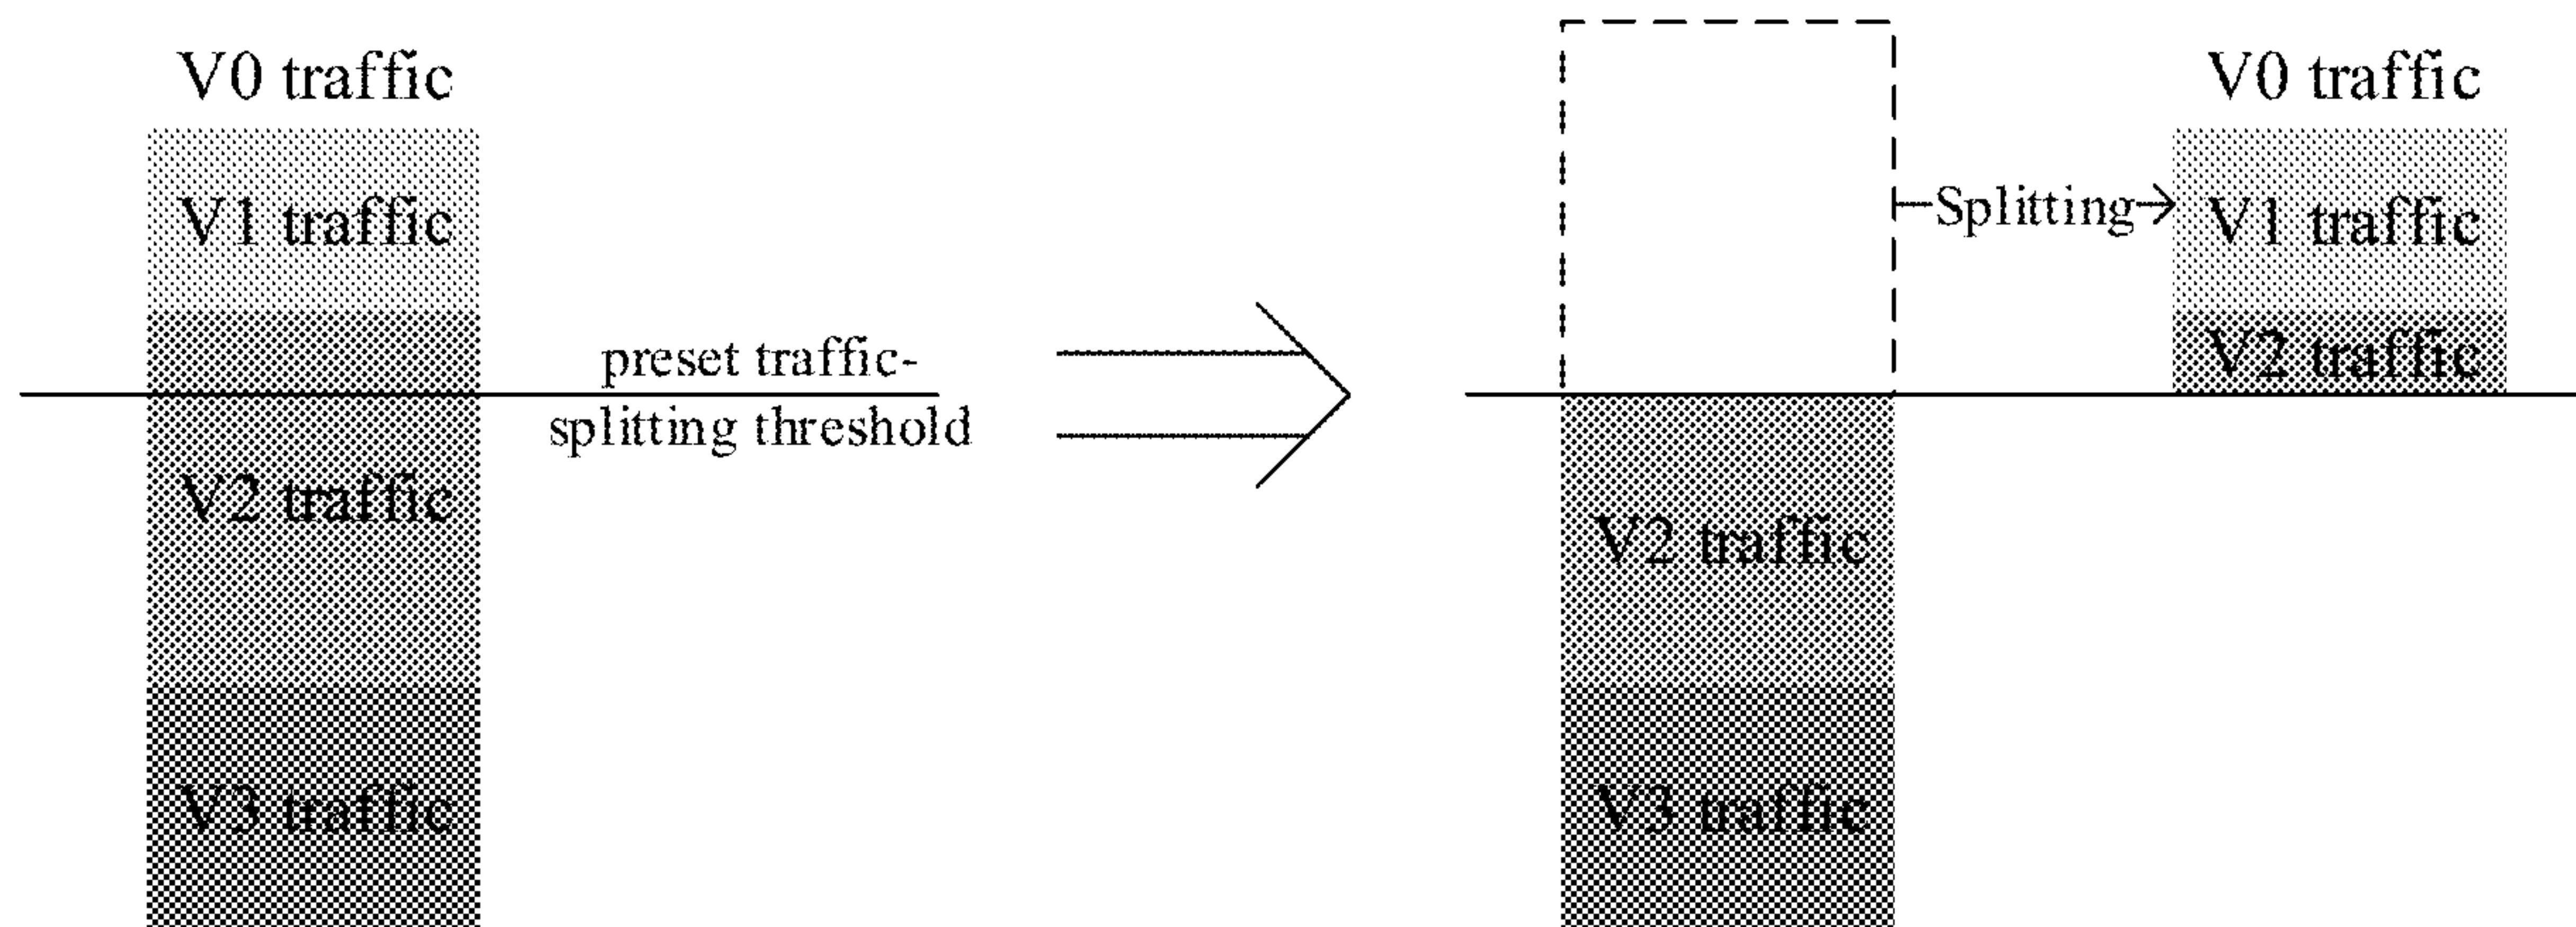 V0 traffic
V1 traffic
preset traffic-
splitting threshold
V2 traffic
V3 traffic
V0 traffic
Splitting
V1 traffic
V2 traffic
V2 traffic
V3 traffic